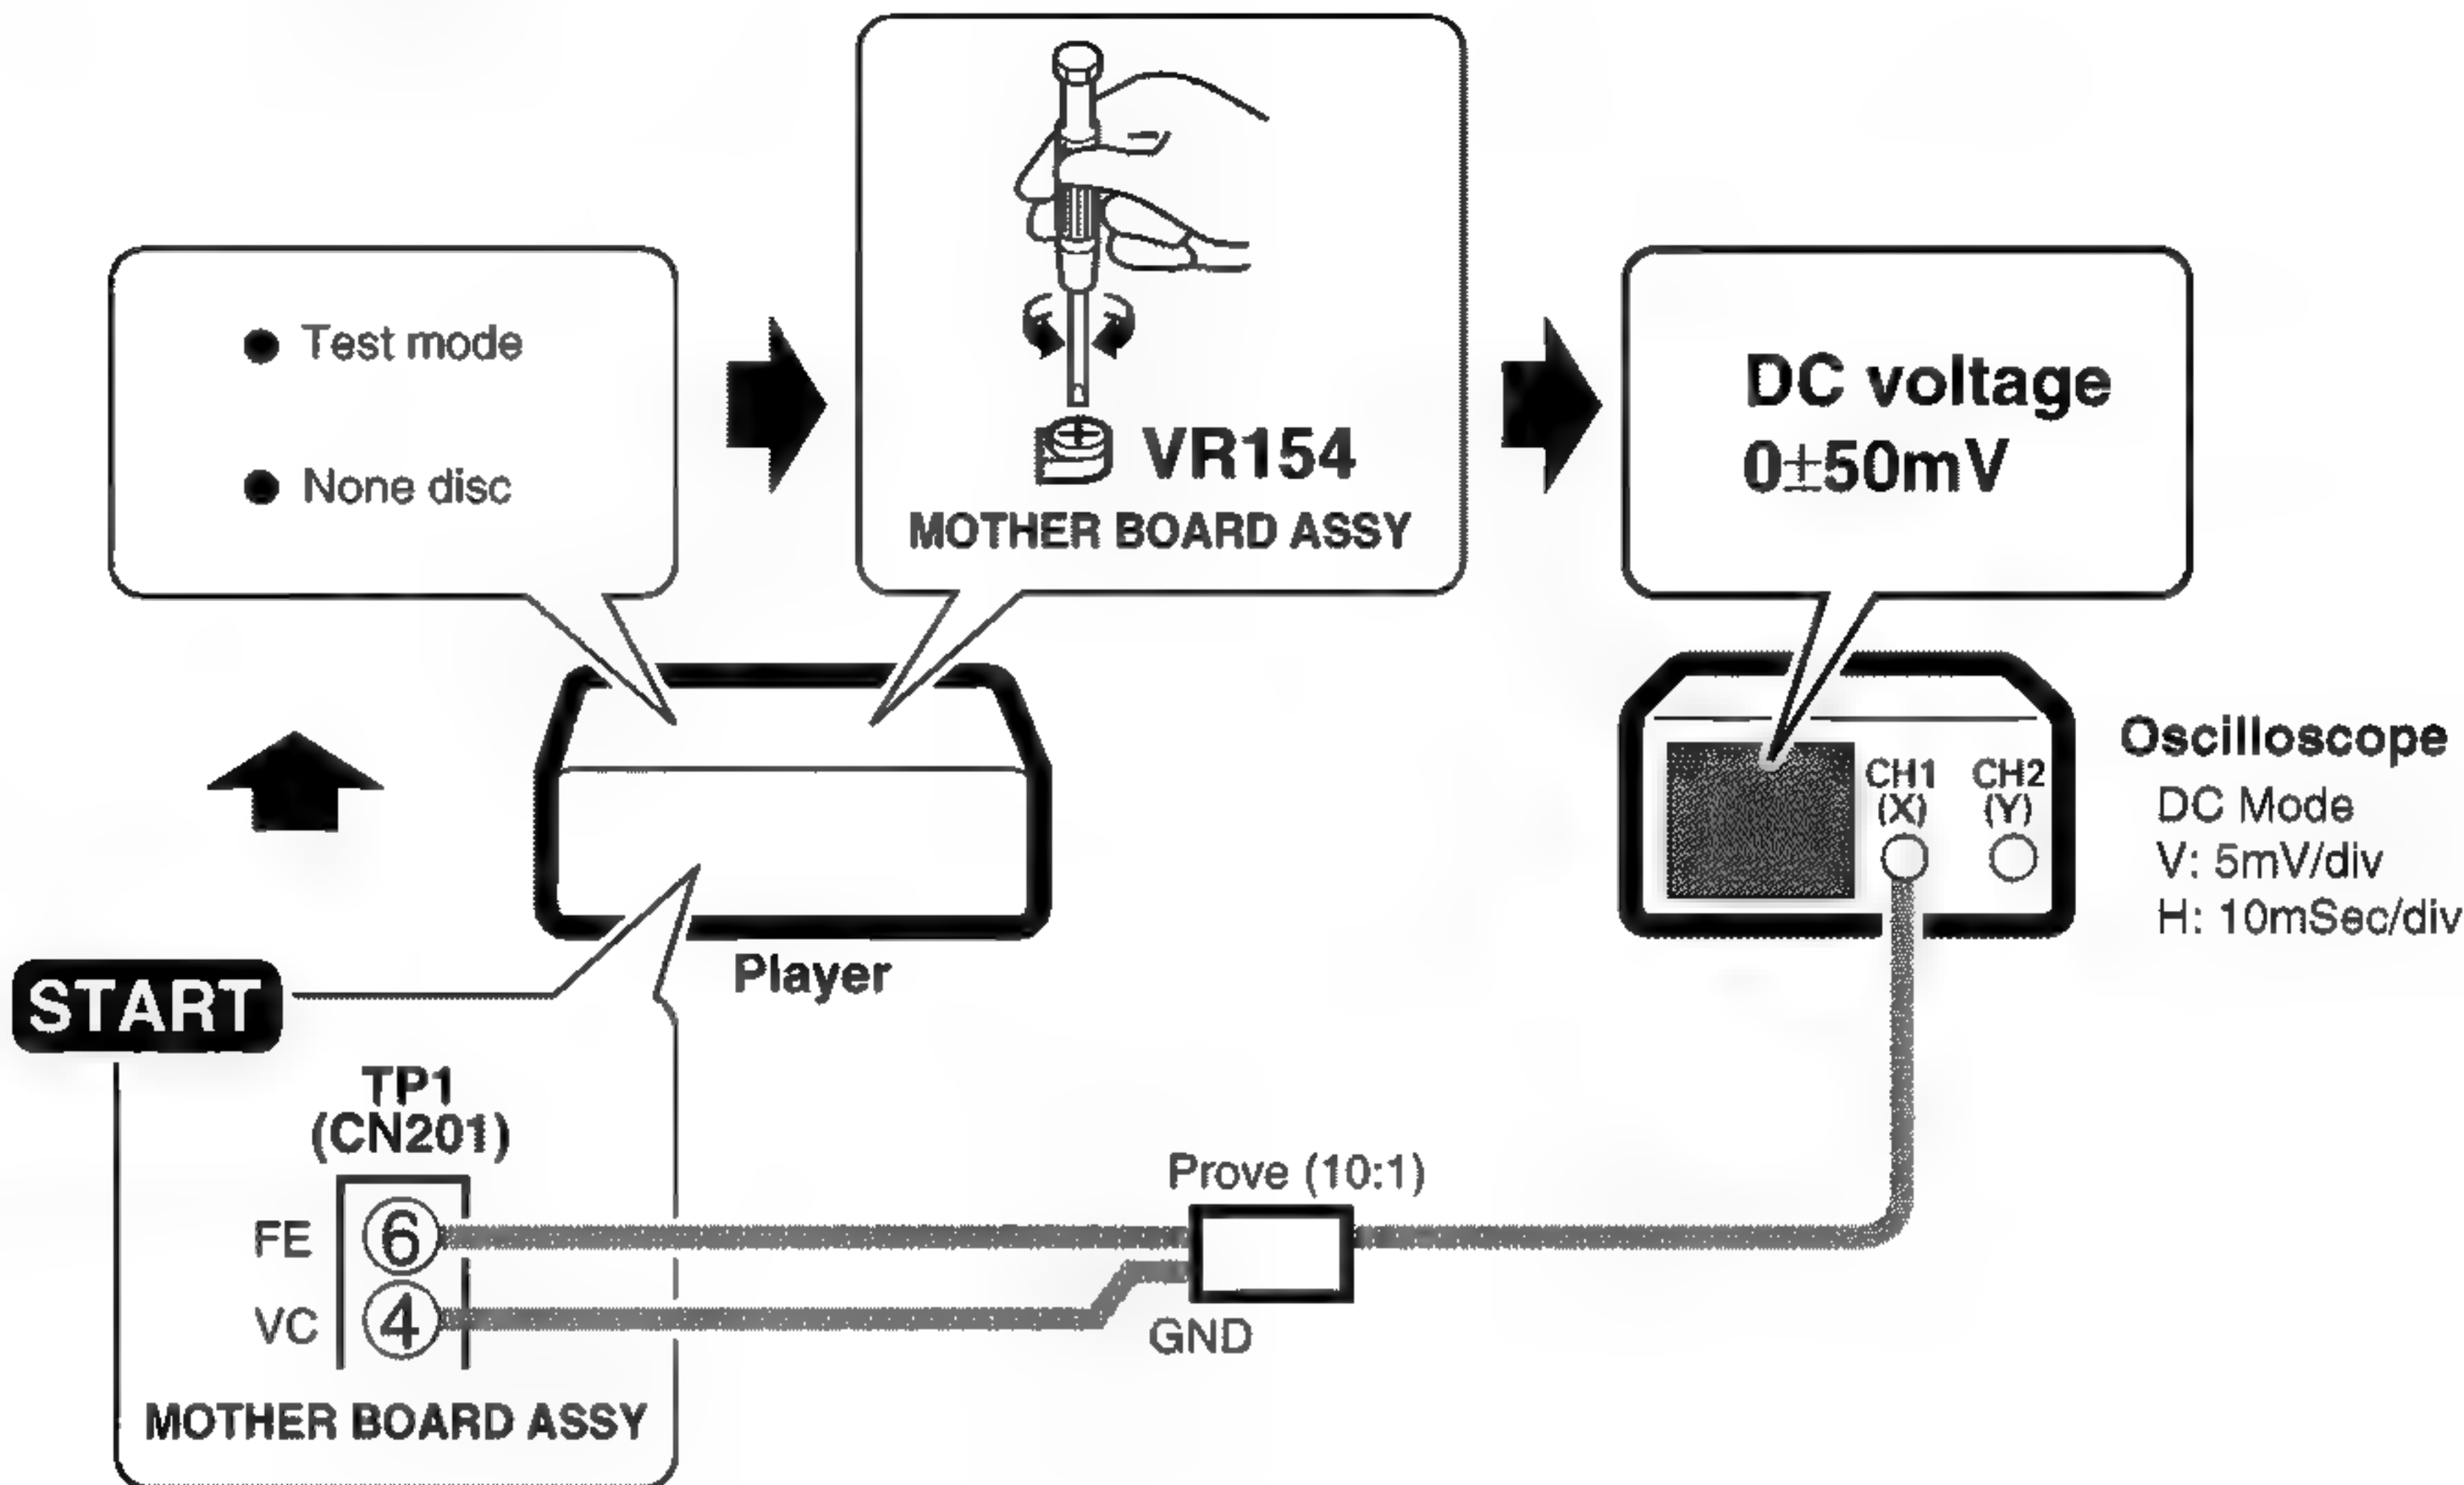 ● Test mode
● None disc
VR154
MOTHER BOARD ASSY
DC voltage
0±50mV
CH1
(X)
CH2
(Y)
Oscilloscope
DC Mode
V: 5mV/div
H: 10mSec/div
Player
START
TP1
(CN201)
FE 6
VC 4
MOTHER BOARD ASSY
Prove (10:1)
GND